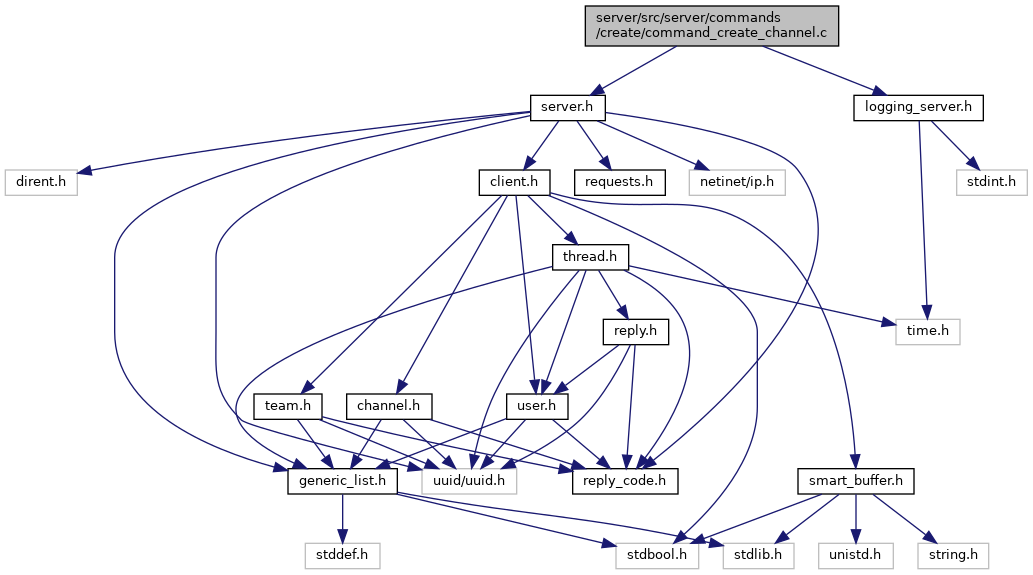 server/src/server/commands
/create/command_create_channel.c
server.h
logging_server.h
dirent.h
client.h
requests.h
netinet/ip.h
stdint.h
thread.h
reply.h
time.h
team.h
channel.h
user.h
generic_list.h
uuid/uuid.h
reply_code.h
smart_buffer.h
stddef.h
stdbool.h
stdlib.h
unistd.h
string.h